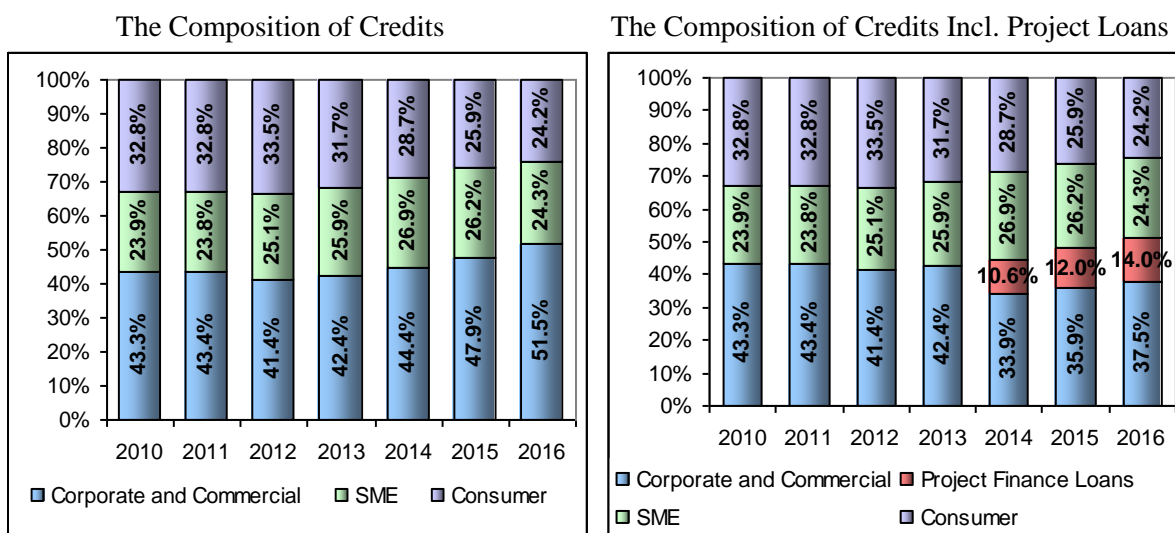 The Composition of Credits
100%
90%
80%
70%
60%
50%
40%
30%
20%
10%
0%
32.8% 32.8% 33.5% 31.7% 28.7% 25.9% 24.2%
23.9% 23.8% 25.1% 25.9% 26.9% 26.2% 24.3%
43.3% 43.4% 41.4% 42.4% 44.4% 47.9% 51.5%
2010 2011 2012 2013 2014 2015 2016
Corporate and Commercial SME Consumer
The Composition of Credits Incl. Project Loans
100%
90%
80%
70%
60%
50%
40%
30%
20%
10%
0%
32.8% 32.8% 33.5% 31.7% 28.7% 25.9% 24.2%
23.9% 23.8% 25.1% 25.9% 26.9% 26.2% 24.3%
10.6% 12.0% 14.0%
43.3% 43.4% 41.4% 42.4% 33.9% 35.9% 37.5%
2010 2011 2012 2013 2014 2015 2016
Corporate and Commercial Project Finance Loans
SME Consumer